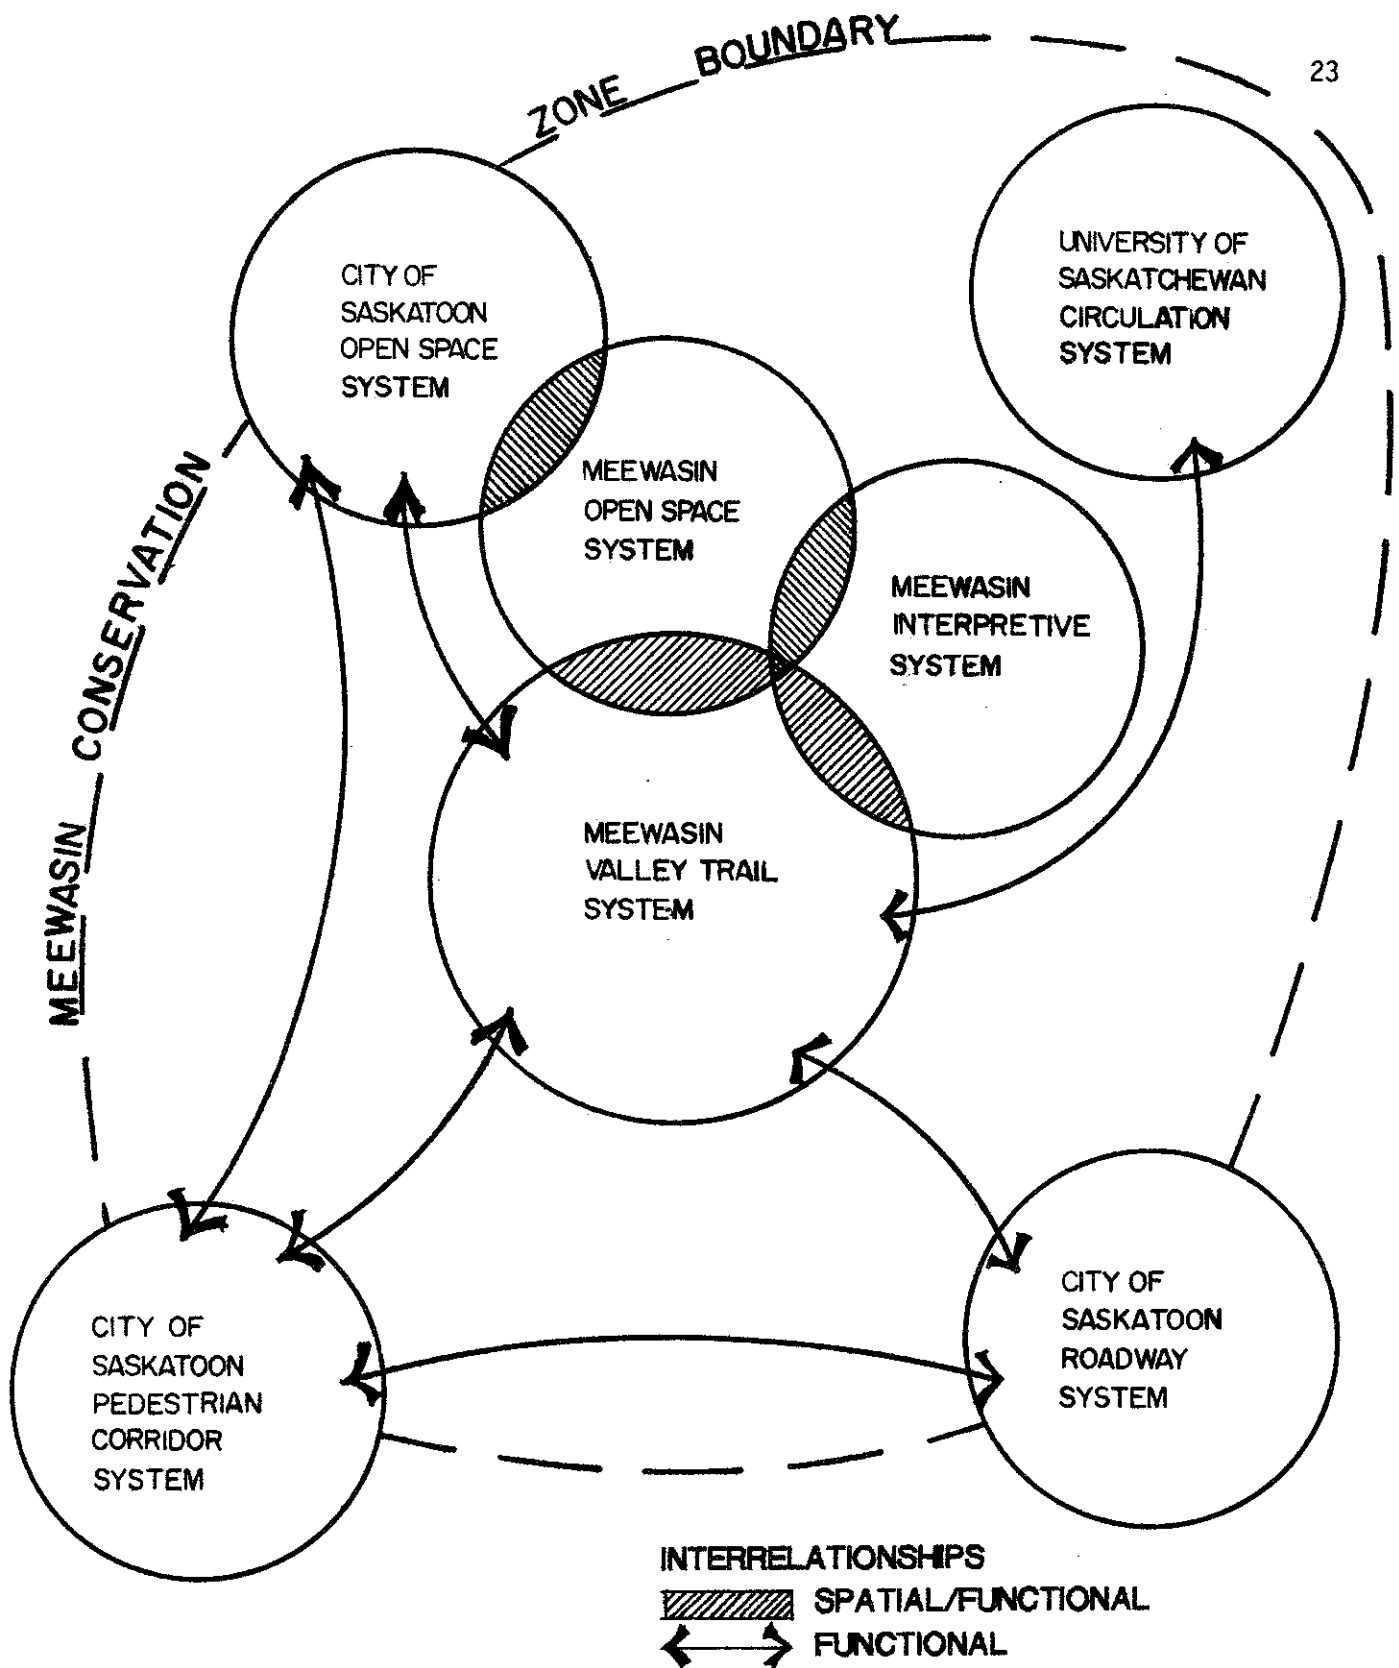 23
MEEWASIN CONSERVATION ZONE BOUNDARY
CITY OF
SASKATOON
OPEN SPACE
SYSTEM
UNIVERSITY OF
SASKATCHEWAN
CIRCULATION
SYSTEM
MEEWASIN
OPEN SPACE
SYSTEM
MEEWASIN
INTERPRETIVE
SYSTEM
MEEWASIN
VALLEY TRAIL
SYSTEM
CITY OF
SASKATOON
PEDESTRIAN
CORRIDOR
SYSTEM
CITY OF
SASKATOON
ROADWAY
SYSTEM
INTERRELATIONSHIPS
SPATIAL/FUNCTIONAL
FUNCTIONAL